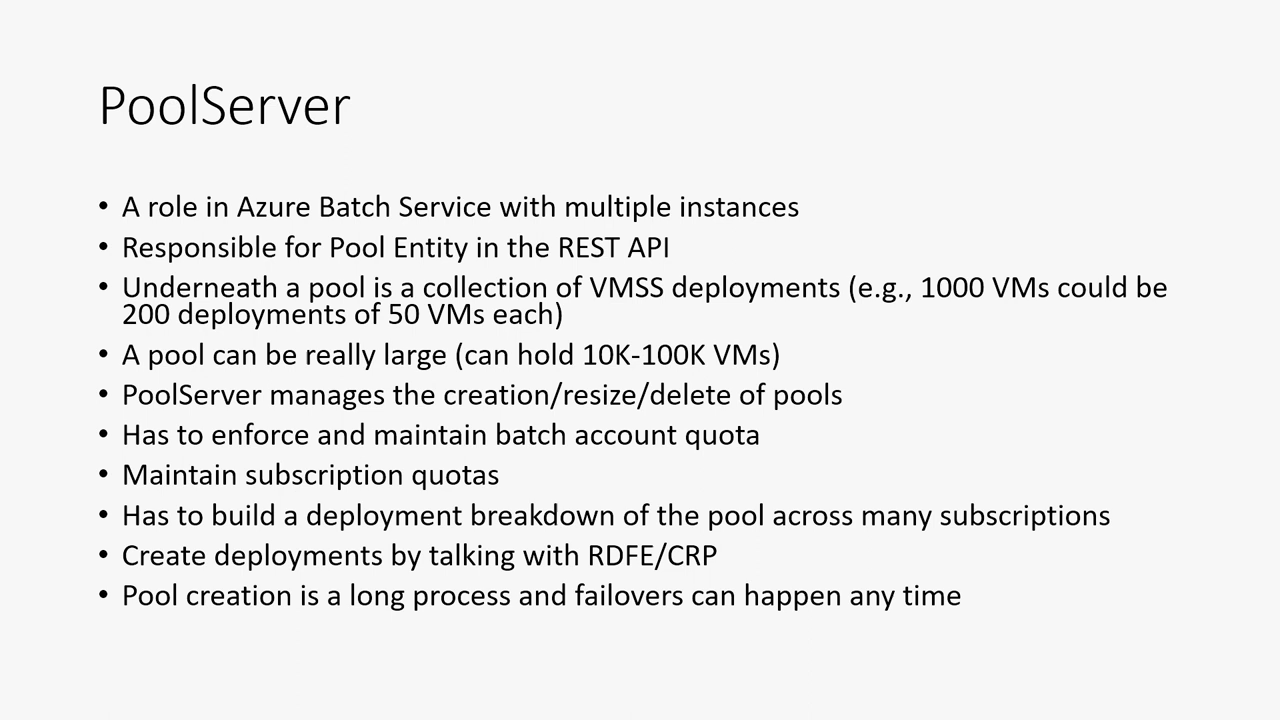 PoolServer
• A role in Azure Batch Service with multiple instances
• Responsible for Pool Entity in the REST API
• Underneath a pool is a collection of VMSS deployments (e.g., 1000 VMs could be
200 deployments of 50 VMs each)
• A pool can be really large (can hold 10K-100K VMs)
• PoolServer manages the creation/resize/delete of pools
• Has to enforce and maintain batch account quota
• Maintain subscription quotas
• Has to build a deployment breakdown of the pool across many subscriptions
• Create deployments by talking with RDFE/CRP
• Pool creation is a long process and failovers can happen any time